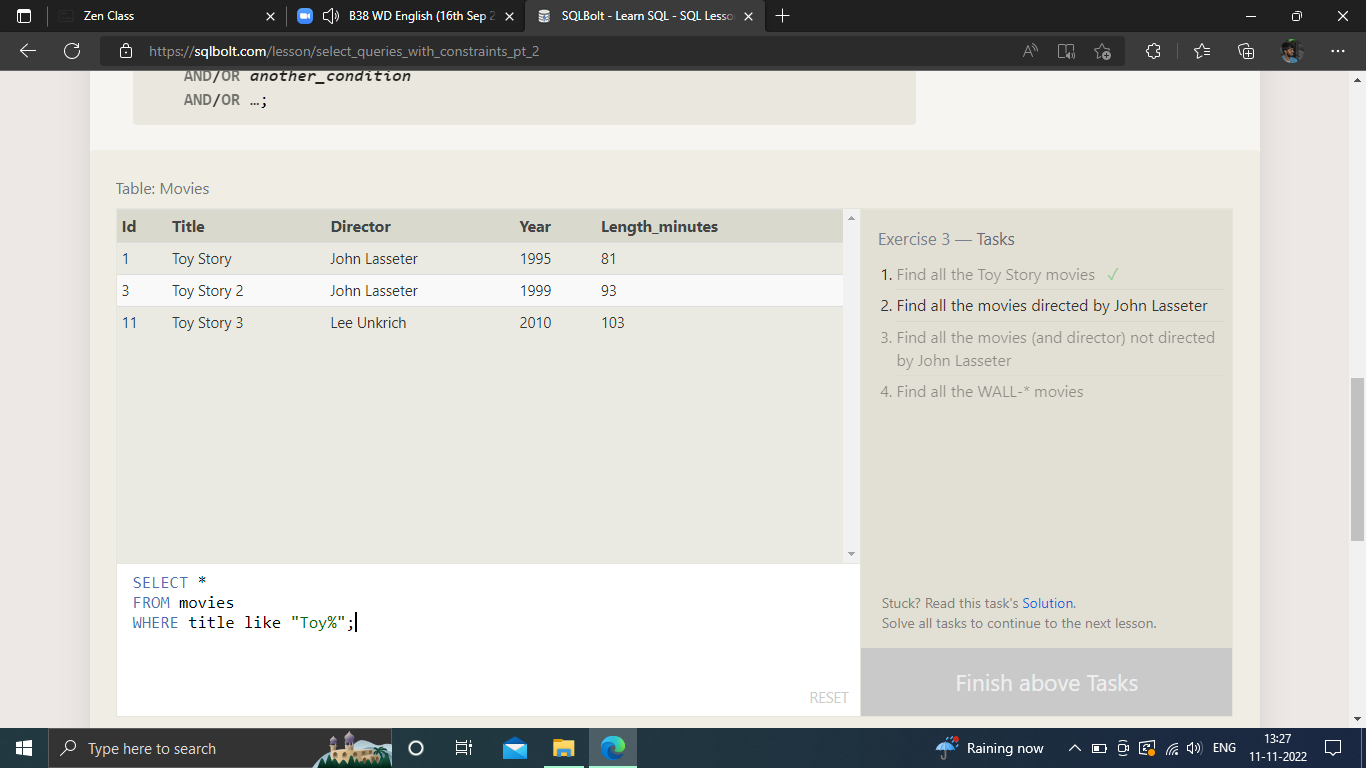 Zen Class
B38 WD English (16th Sep 2
SQLBolt - Learn SQL - SQL Lesso
https://sqlbolt.com/lesson/select_queries_with_constraints_pt_2
AND/OR another_condition
AND/OR …;
Table: Movies
Id Title Director Year Length_minutes
1 Toy Story John Lasseter 1995 81
3 Toy Story 2 John Lasseter 1999 93
11 Toy Story 3 Lee Unkrich 2010 103
Exercise 3 — Tasks
1. Find all the Toy Story movies ✓
2. Find all the movies directed by John Lasseter
3. Find all the movies (and director) not directed
by John Lasseter
4. Find all the WALL-* movies
SELECT *
FROM movies
WHERE title like "Toy%";
RESET
Stuck? Read this task's Solution.
Solve all tasks to continue to the next lesson.
Finish above Tasks
Type here to search
Raining now
ENG
13:27
11-11-2022